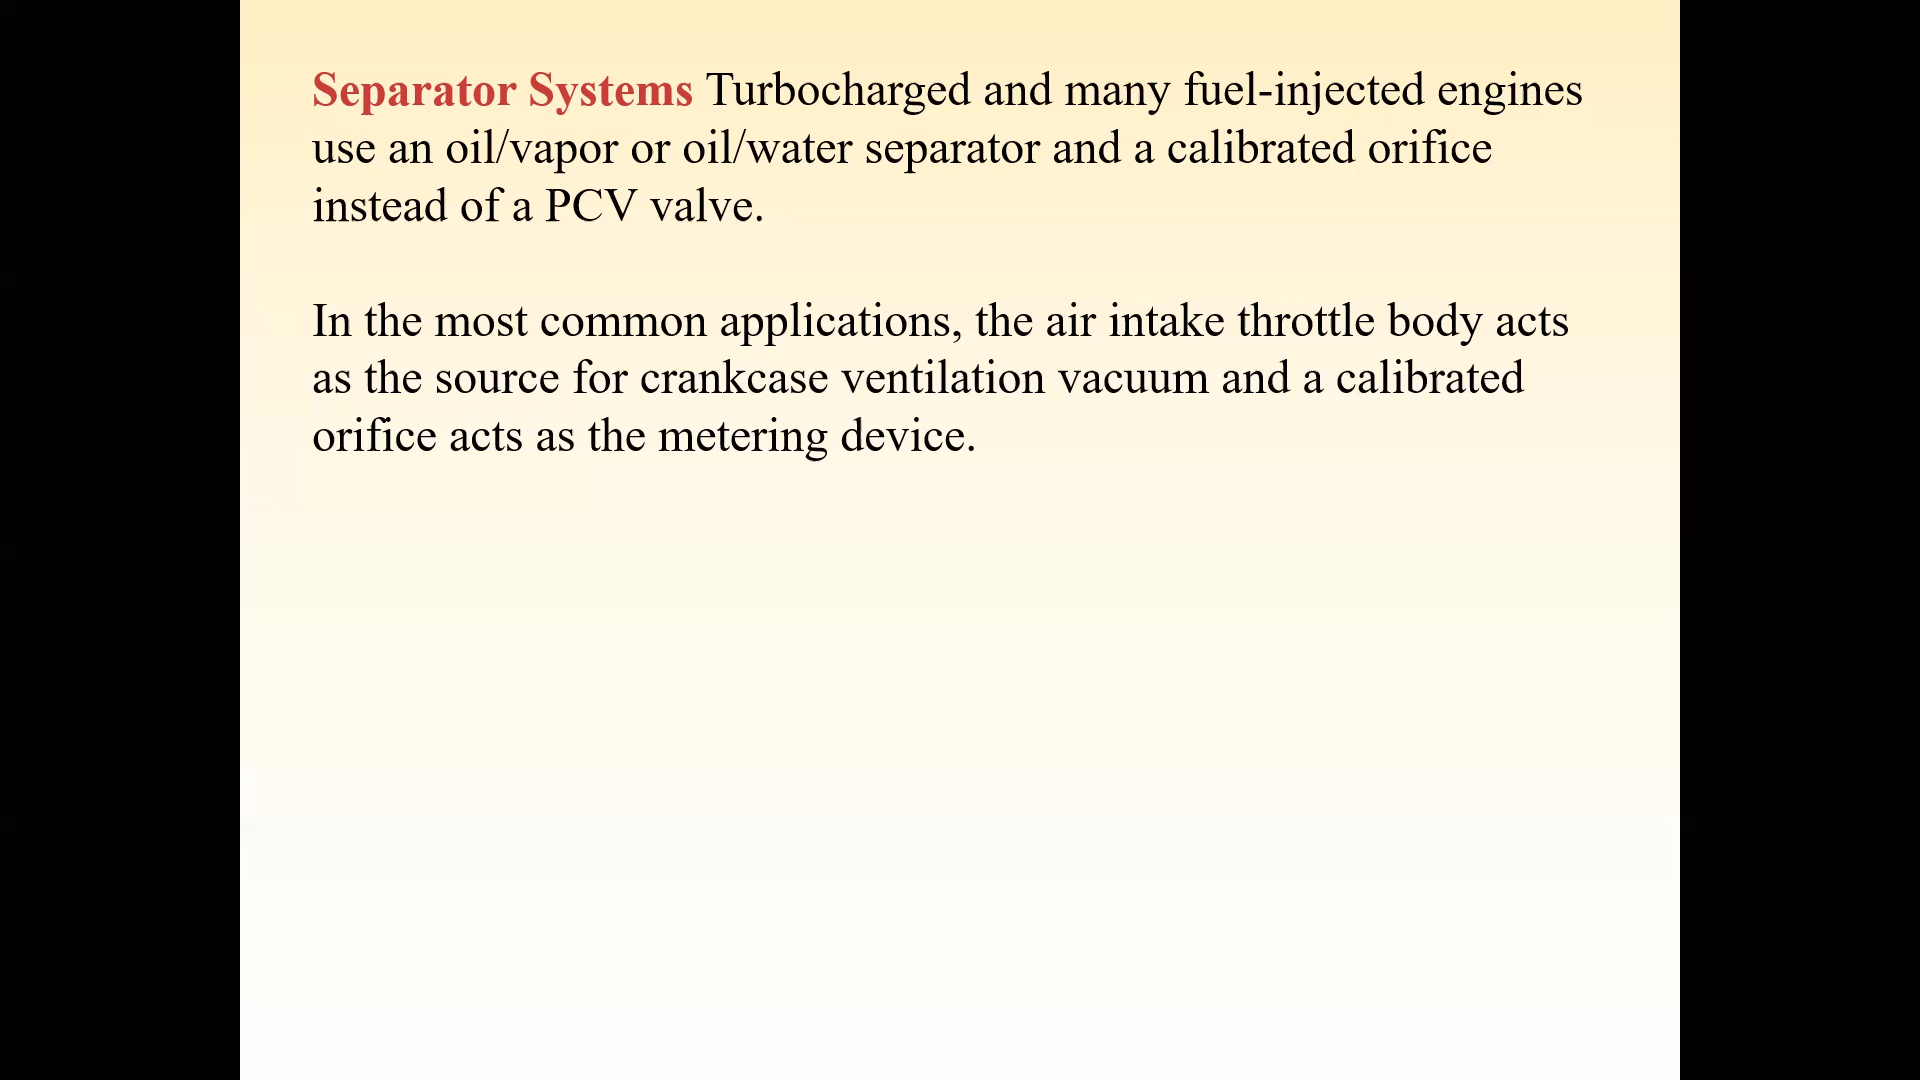 Separator Systems Turbocharged and many fuel-injected engines
use an oil/vapor or oil/water separator and a calibrated orifice
instead of a PCV valve.
In the most common applications, the air intake throttle body acts
as the source for crankcase ventilation vacuum and a calibrated
orifice acts as the metering device.